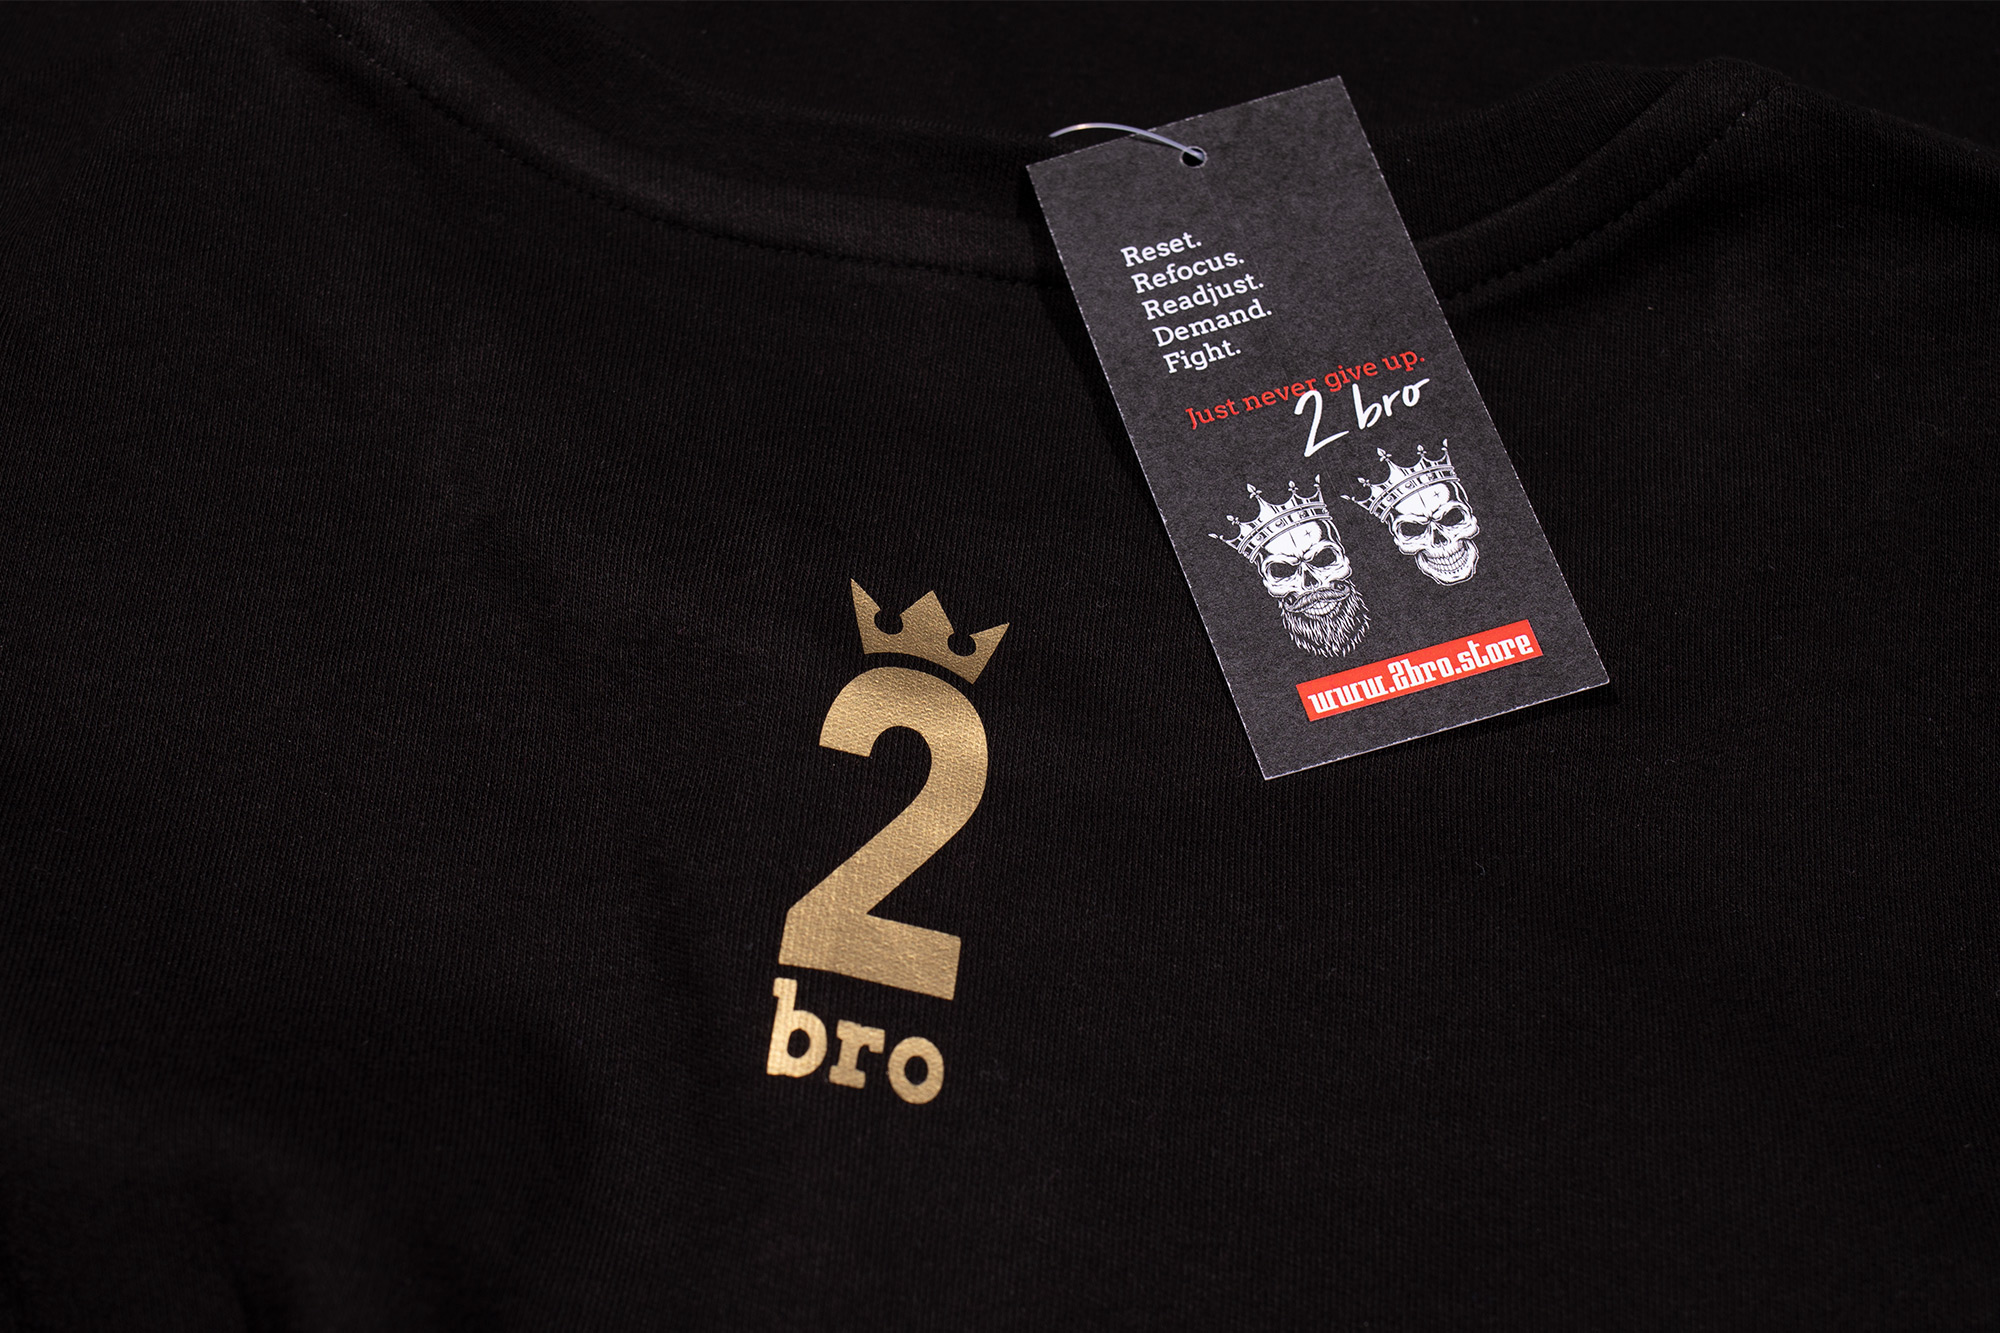 Reset.
Refocus.
Readjust.
Demand.
Fight.
Just never give up.
2 bro
www.2bro.store
2
bro